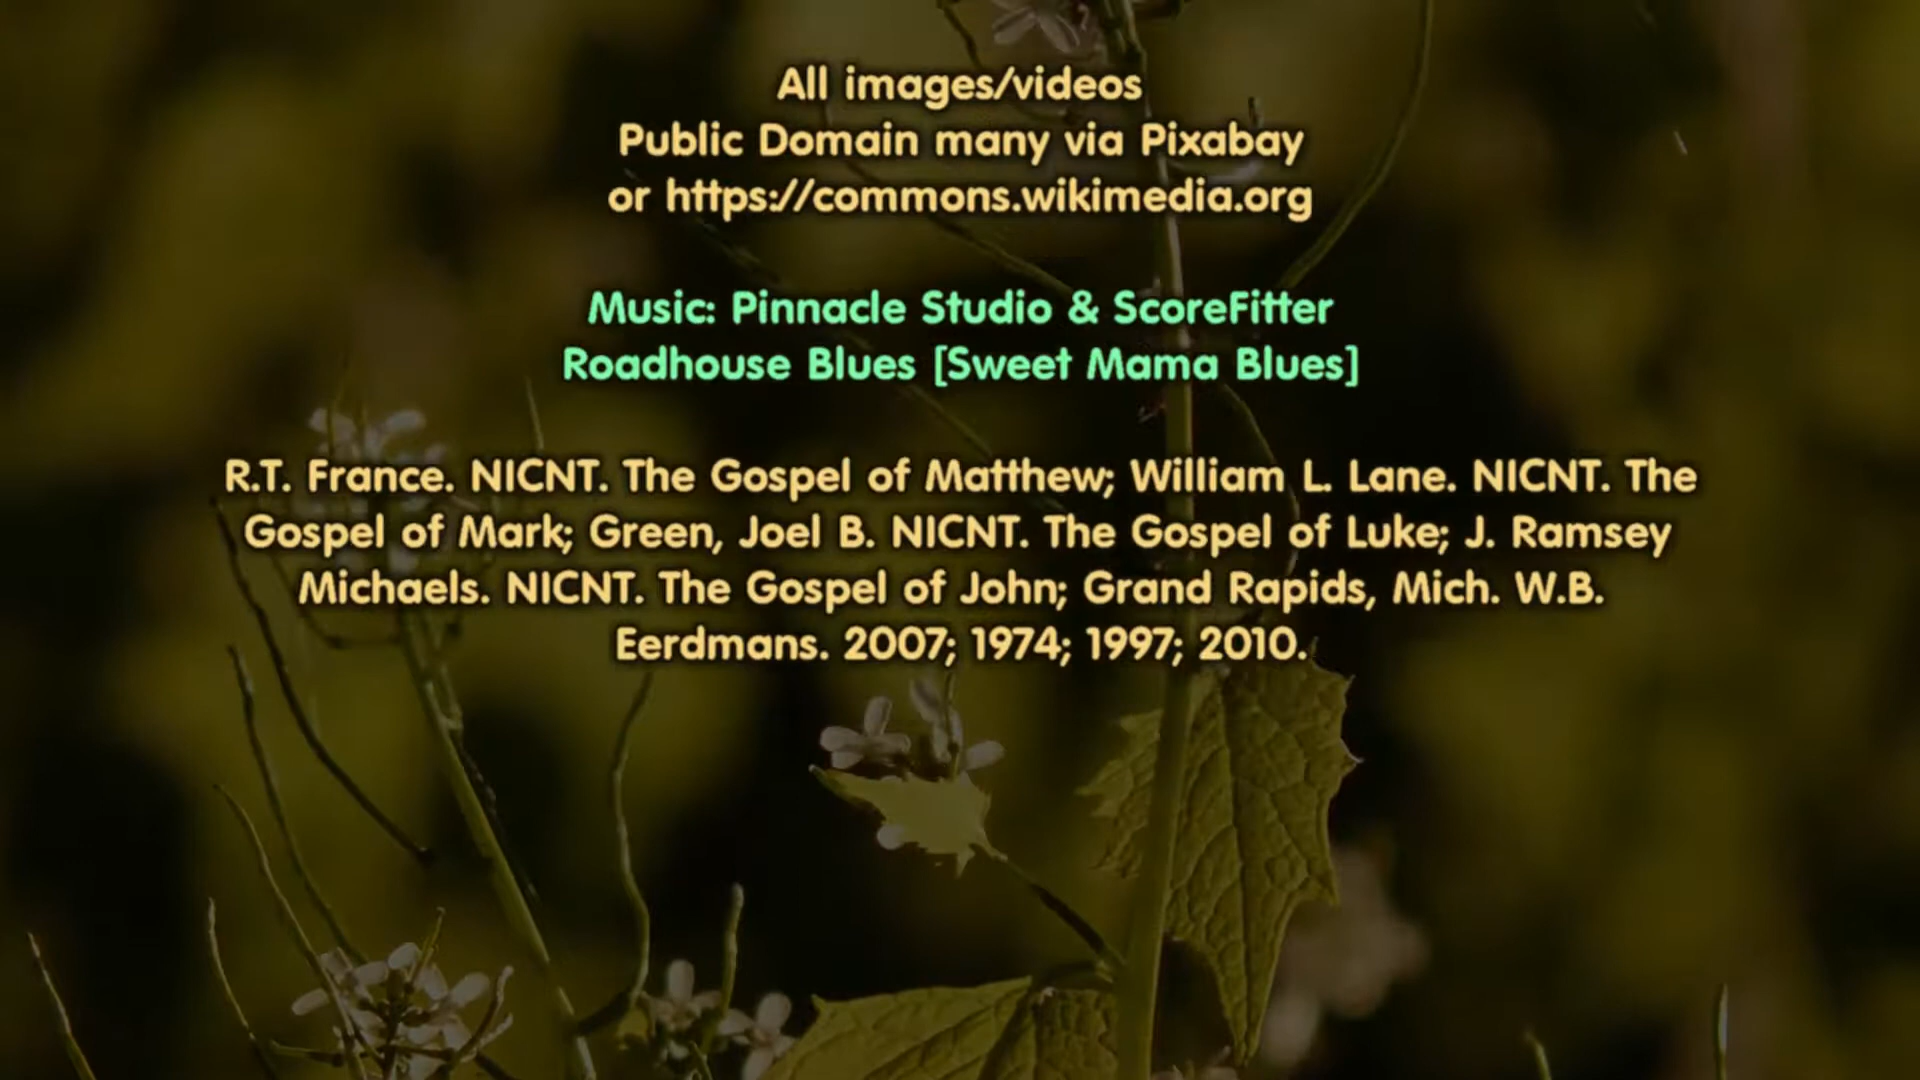 All images/videos
Public Domain many via Pixabay
or https://commons.wikimedia.org
Music: Pinnacle Studio & ScoreFitter
Roadhouse Blues [Sweet Mama Blues]
R.T. France. NICNT. The Gospel of Matthew; William L. Lane. NICNT. The
Gospel of Mark; Green, Joel B. NICNT. The Gospel of Luke; J. Ramsey
Michaels. NICNT. The Gospel of John; Grand Rapids, Mich. W.B.
Eerdmans. 2007; 1974; 1997; 2010.